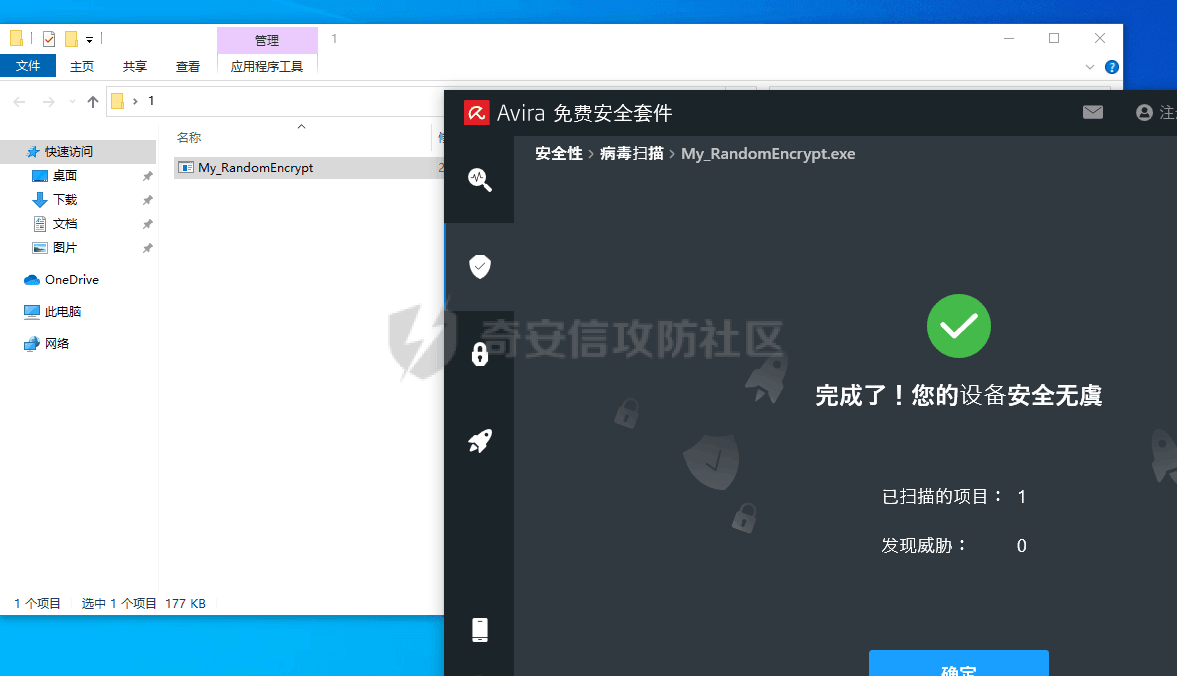 管理
1
文件
主页
共享
查看
应用程序工具
1
名称
快速访问
桌面
下载
文档
图片
OneDrive
此电脑
网络
My_RandomEncrypt
2
1 个项目
选中 1 个项目 177 KB
Avira 免费安全套件
安全性 › 病毒扫描 › My_RandomEncrypt.exe
奇安信攻防社区
完成了！您的设备安全无虞
已扫描的项目： 1
发现威胁： 0
确定